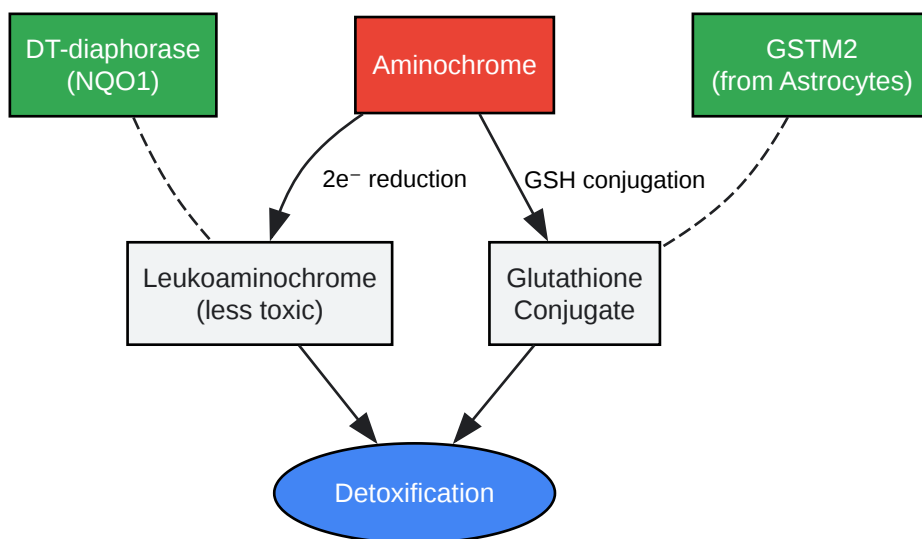 DT-diaphorase
(NQO1)
Aminochrome
GSTM2
(from Astrocytes)
2e⁻ reduction
GSH conjugation
Leukoaminochrome
(less toxic)
Glutathione
Conjugate
Detoxification